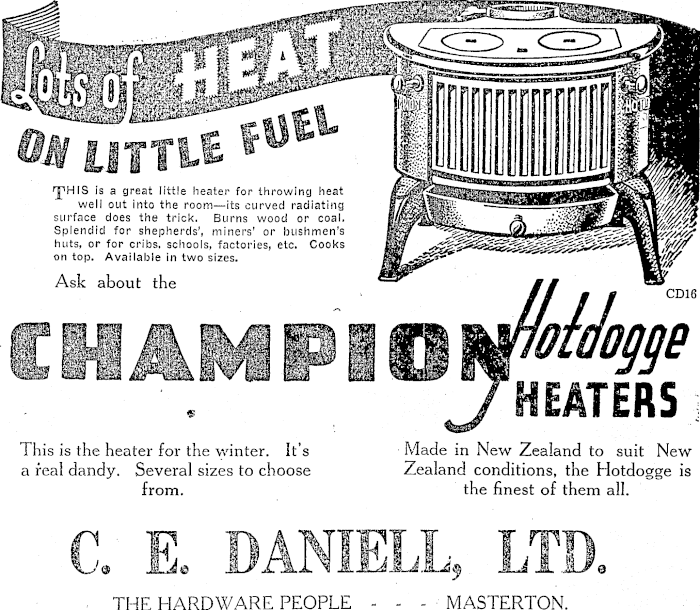 Lots of HEAT
ON LITTLE FUEL
THIS is a great little heater for throwing heat
well out into the room—its curved radiating
surface does the trick. Burns wood or coal.
Splendid for shepherds', miners' or bushmen's
huts, or for cribs, schools, factories, etc. Cooks
on top. Available in two sizes.
Ask about the
CD16
CHAMPION Hotdogge
HEATERS
This is the heater for the winter. It's
a real dandy. Several sizes to choose
from.
Made in New Zealand to suit New
Zealand conditions, the Hotdogge is
the finest of them all.
C. E. DANIELL, LTD.
THE HARDWARE PEOPLE - - - MASTERTON.